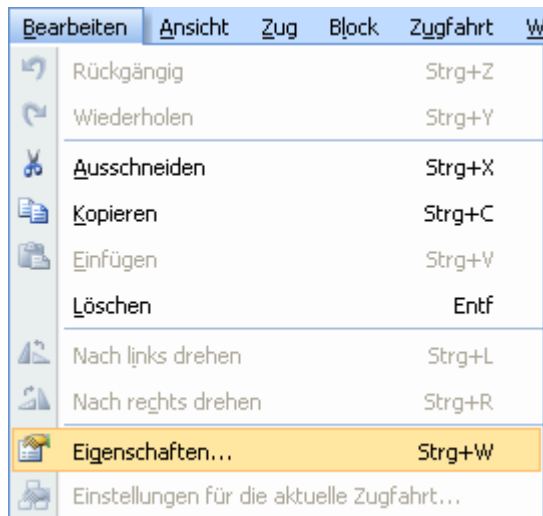 Bearbeiten Ansicht Zug Block Zugfahrt W
Rückgängig Strg+Z
Wiederholen Strg+Y
Ausschneiden Strg+X
Kopieren Strg+C
Einfügen Strg+V
Löschen Entf
Nach links drehen Strg+L
Nach rechts drehen Strg+R
Eigenschaften... Strg+W
Einstellungen für die aktuelle Zugfahrt...